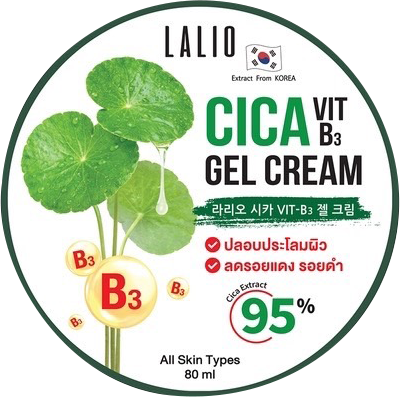 LALIO
Extract From KOREA
CICA VIT B3
GEL CREAM
라리오 시카 VIT-B3 젤 크림
ปลอบประโลมผิว
ลดรอยแดง รอยดำ
Cica Extract
95%
B3
B3
B3
B3
All Skin Types
80 ml